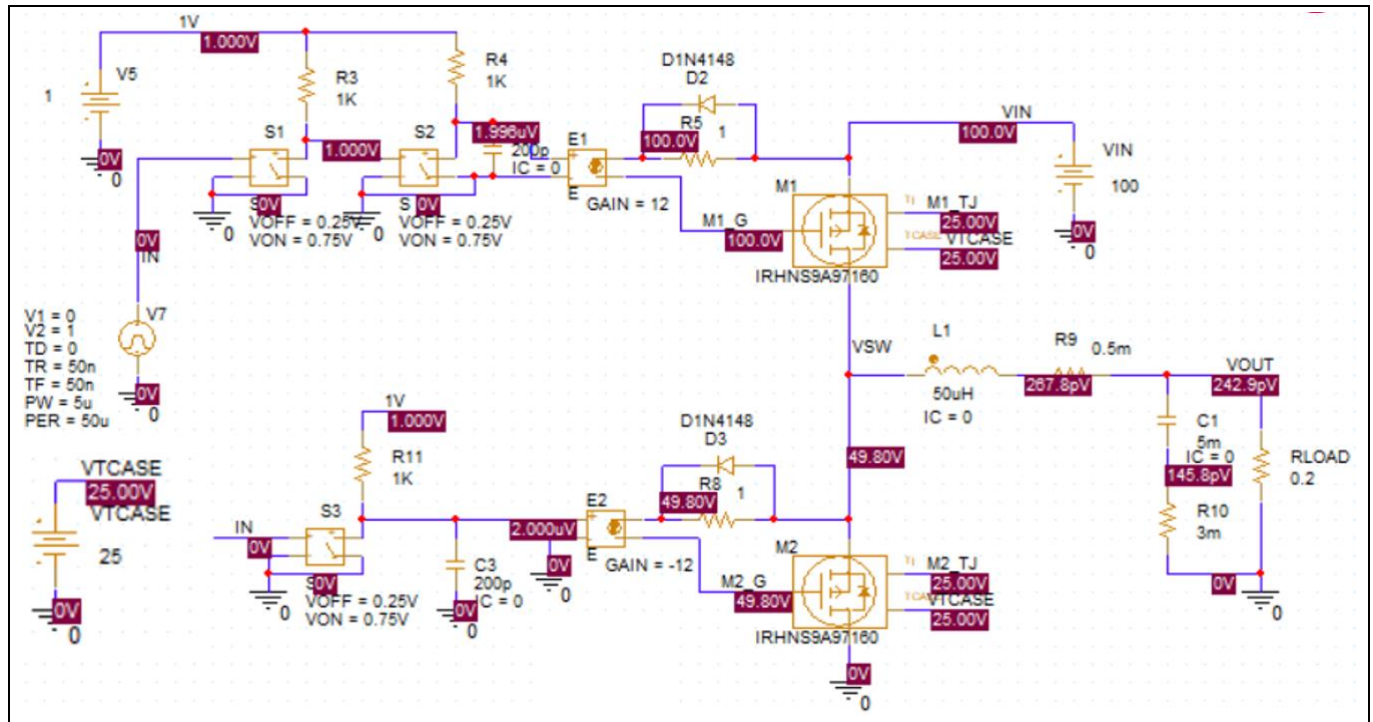 1V
1.000V
V5
1
0V
0
R3
1K
R4
1K
S1
S2
1.000V
1.996uV
200p
IC = 0
0V
0
S
VOFF = 0.25V
VON = 0.75V
0V
0
S
VOFF = 0.25V
VON = 0.75V
E1
E
GAIN = 12
D1N4148
D2
R5
1
100.0V
M1
M1_G
100.0V
IRHNS9A97160
TJ
M1_TJ
25.00V
TCASE
VTCASE
25.00V
VIN
100.0V
VIN
100
0V
0
0V
IN
V7
V1 = 0
V2 = 1
TD = 0
TR = 50n
TF = 50n
PW = 5u
PER = 50u
0V
0
VSW
L1
50uH
IC = 0
R9
0.5m
267.8pV
VOUT
242.9pV
C1
5m
IC = 0
145.8pV
R10
3m
RLOAD
0.2
0V
0
49.80V
VTCASE
25.00V
VTCASE
25
0V
0
1V
1.000V
R11
1K
S3
IN
0V
0V
0
S
VOFF = 0.25V
VON = 0.75V
C3
200p
IC = 0
0V
0
2.000uV
0V
0
E2
E
GAIN = -12
D1N4148
D3
R8
1
49.80V
M2
M2_G
49.80V
IRHNS9A97160
TJ
M2_TJ
25.00V
TCASE
VTCASE
25.00V
0V
0